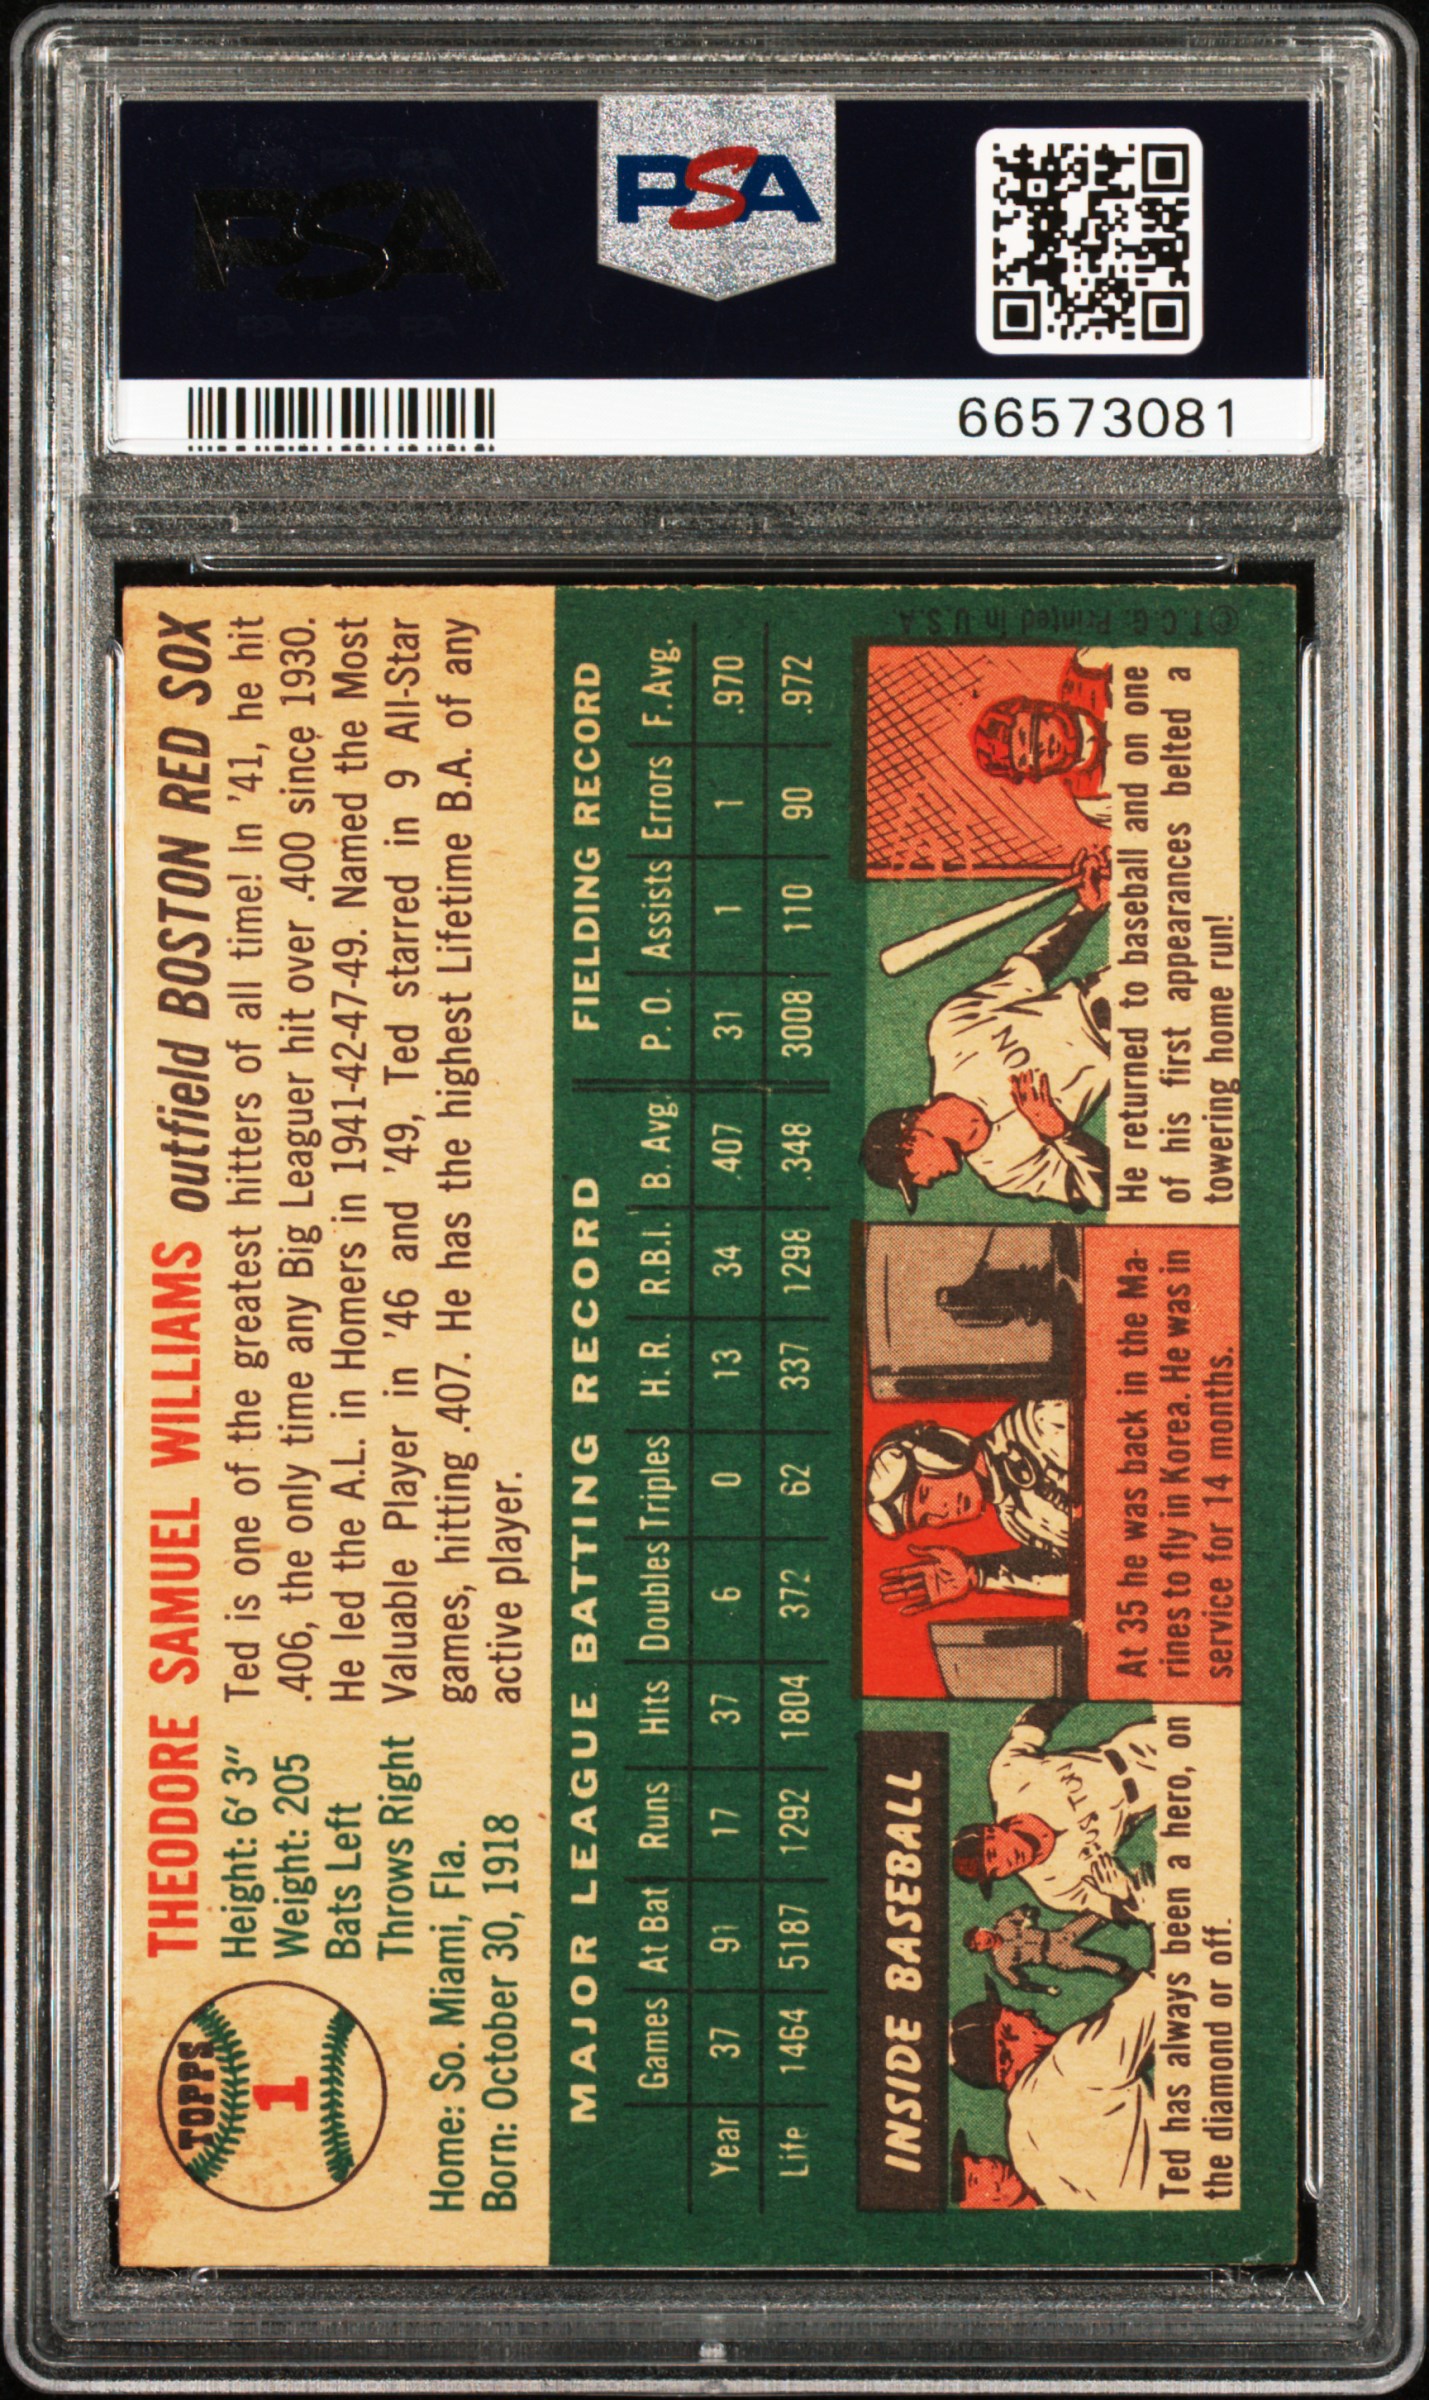 PSA
PSA
66573081
TOPPS
1
THEODORE SAMUEL WILLIAMS outfield BOSTON RED SOX
Height: 6' 3"
Weight: 205
Bats Left
Throws Right
Home: So. Miami, Fla.
Born: October 30, 1918
Ted is one of the greatest hitters of all time! In '41, he hit
.406, the only time any Big Leaguer hit over .400 since 1930.
He led the A.L. in Homers in 1941-42-47-49. Named the Most
Valuable Player in '46 and '49, Ted starred in 9 All-Star
games, hitting .407. He has the highest Lifetime B.A. of any
active player.
MAJOR LEAGUE BATTING RECORD FIELDING RECORD
Games At Bat Runs Hits Doubles Triples H.R. R.B.I. B. Avg. P.O. Assists Errors F. Avg.
Year 37 91 17 37 6 0 13 34 .407 31 1 1 .970
Life 1464 5187 1292 1804 372 62 337 1298 .348 3008 110 90 .972
INSIDE BASEBALL
BOSTON
Ted has always been a hero, on
the diamond or off.
At 35 he was back in the Ma-
rines to fly in Korea. He was in
service for 14 months.
ON
He returned to baseball and on one
of his first appearances belted a
towering home run!
© T.C.G. Printed in U.S.A.